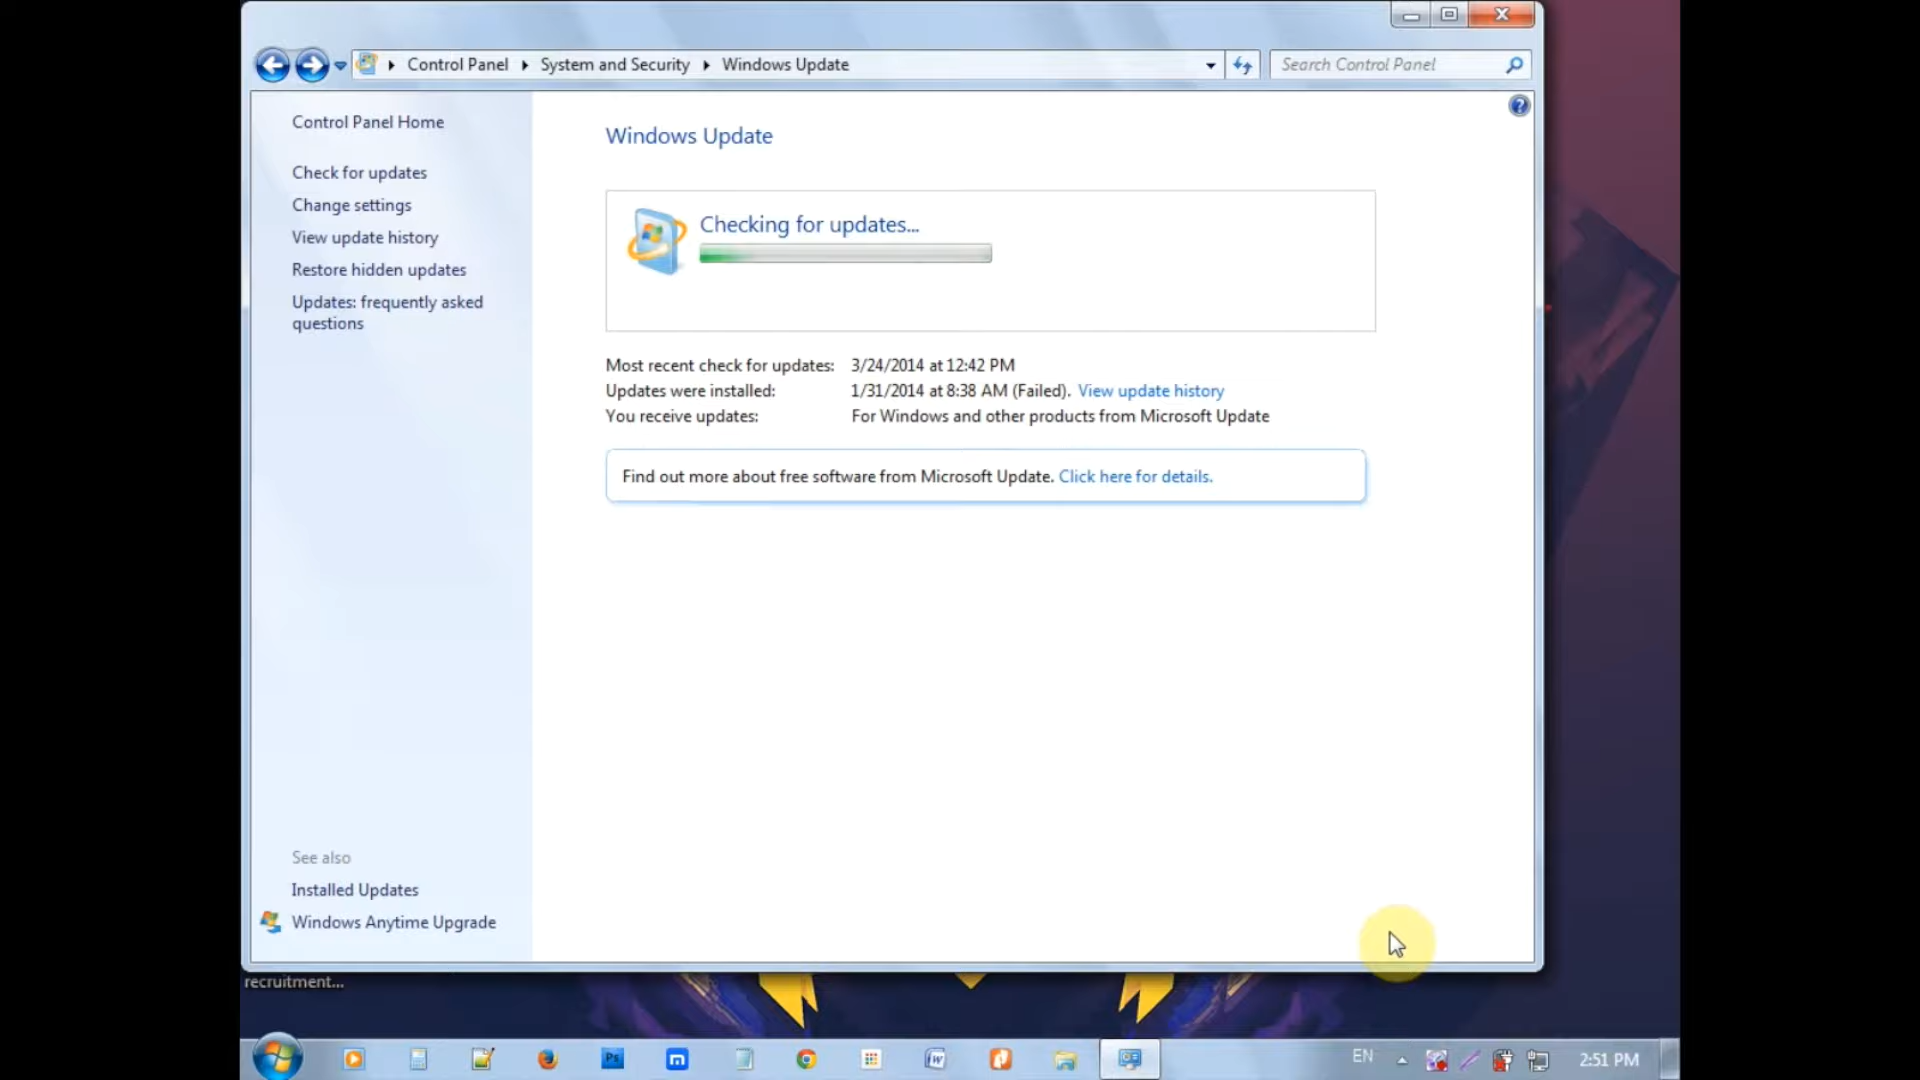 Control Panel
System and Security
Windows Update
Search Control Panel
Control Panel Home
Check for updates
Change settings
View update history
Restore hidden updates
Updates: frequently asked
questions
Windows Update
Checking for updates...
Most recent check for updates: 3/24/2014 at 12:42 PM
Updates were installed: 1/31/2014 at 8:38 AM (Failed). View update history
You receive updates: For Windows and other products from Microsoft Update
Find out more about free software from Microsoft Update. Click here for details.
See also
Installed Updates
Windows Anytime Upgrade
recruitment...
Ps
m
W
EN
2:51 PM